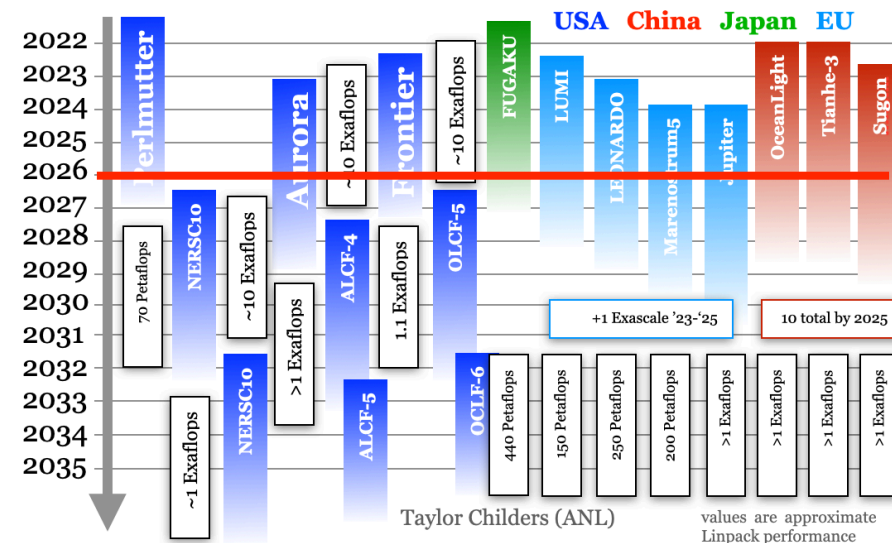 USA China Japan EU
2022
2023
2024
2025
2026
2027
2028
2029
2030
2031
2032
2033
2034
2035
Perlmutter
70 Petaflops
NERSC10
~1 Exaflops
~10 Exaflops
NERSC10
Aurora
>1 Exaflops
~10 Exaflops
ALCF-4
ALCF-5
Frontier
1.1 Exaflops
~10 Exaflops
OLCF-5
OCLF-6
FUGAKU
440 Petaflops
LUMI
150 Petaflops
LEONARDO
250 Petaflops
Marenostrum5
200 Petaflops
Jupiter
>1 Exaflops
OceanLight
>1 Exaflops
Tianhe-3
>1 Exaflops
Sugon
>1 Exaflops
+1 Exascale ’23-‘25
10 total by 2025
Taylor Childers (ANL)
values are approximate
Linpack performance